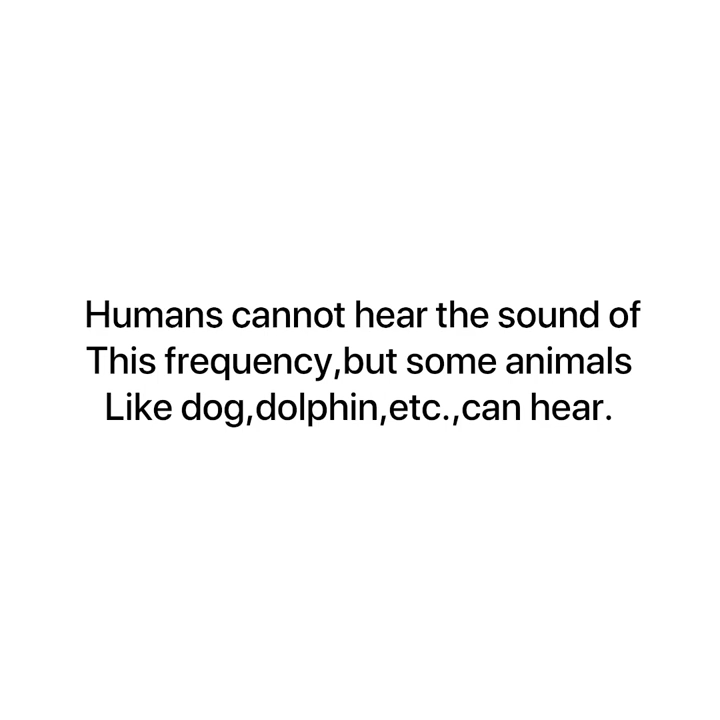 Humans cannot hear the sound of
This frequency,but some animals
Like dog,dolphin,etc.,can hear.